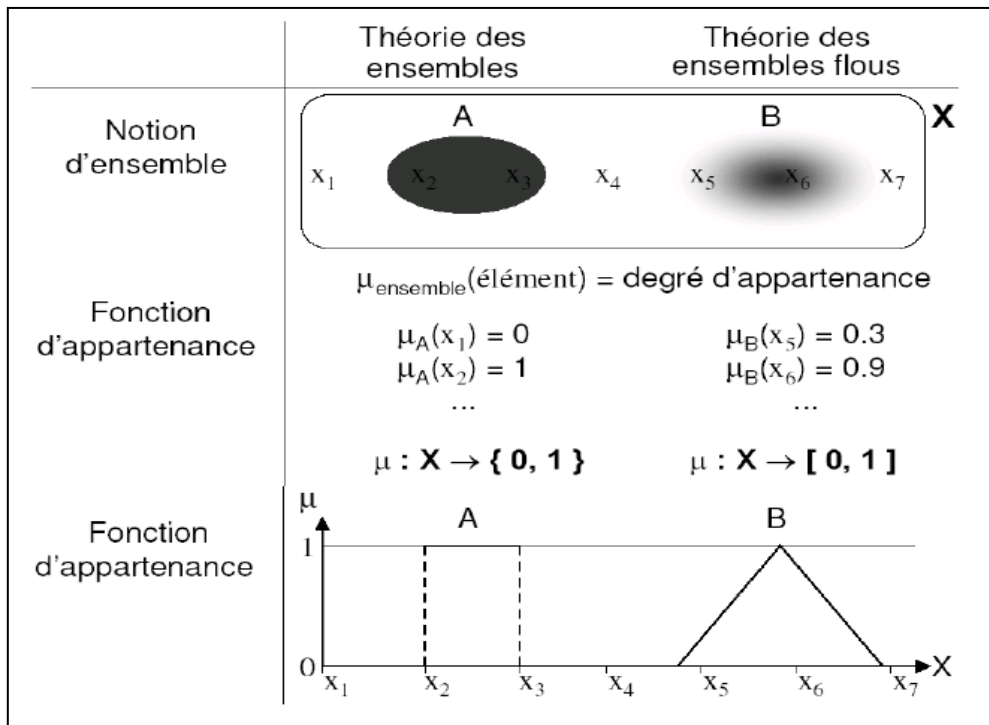 Théorie des ensembles
Théorie des ensembles flous
Notion d'ensemble
A
B
X
x₁ x₂ x₃ x₄ x₅ x₆ x₇
Fonction d'appartenance
μensemble(élément) = degré d'appartenance
μA(x₁) = 0
μA(x₂) = 1
...
μ : X → { 0, 1 }
μB(x₅) = 0.3
μB(x₆) = 0.9
...
μ : X → [ 0, 1 ]
Fonction d'appartenance
μ
A
B
1
0
X
x₁ x₂ x₃ x₄ x₅ x₆ x₇